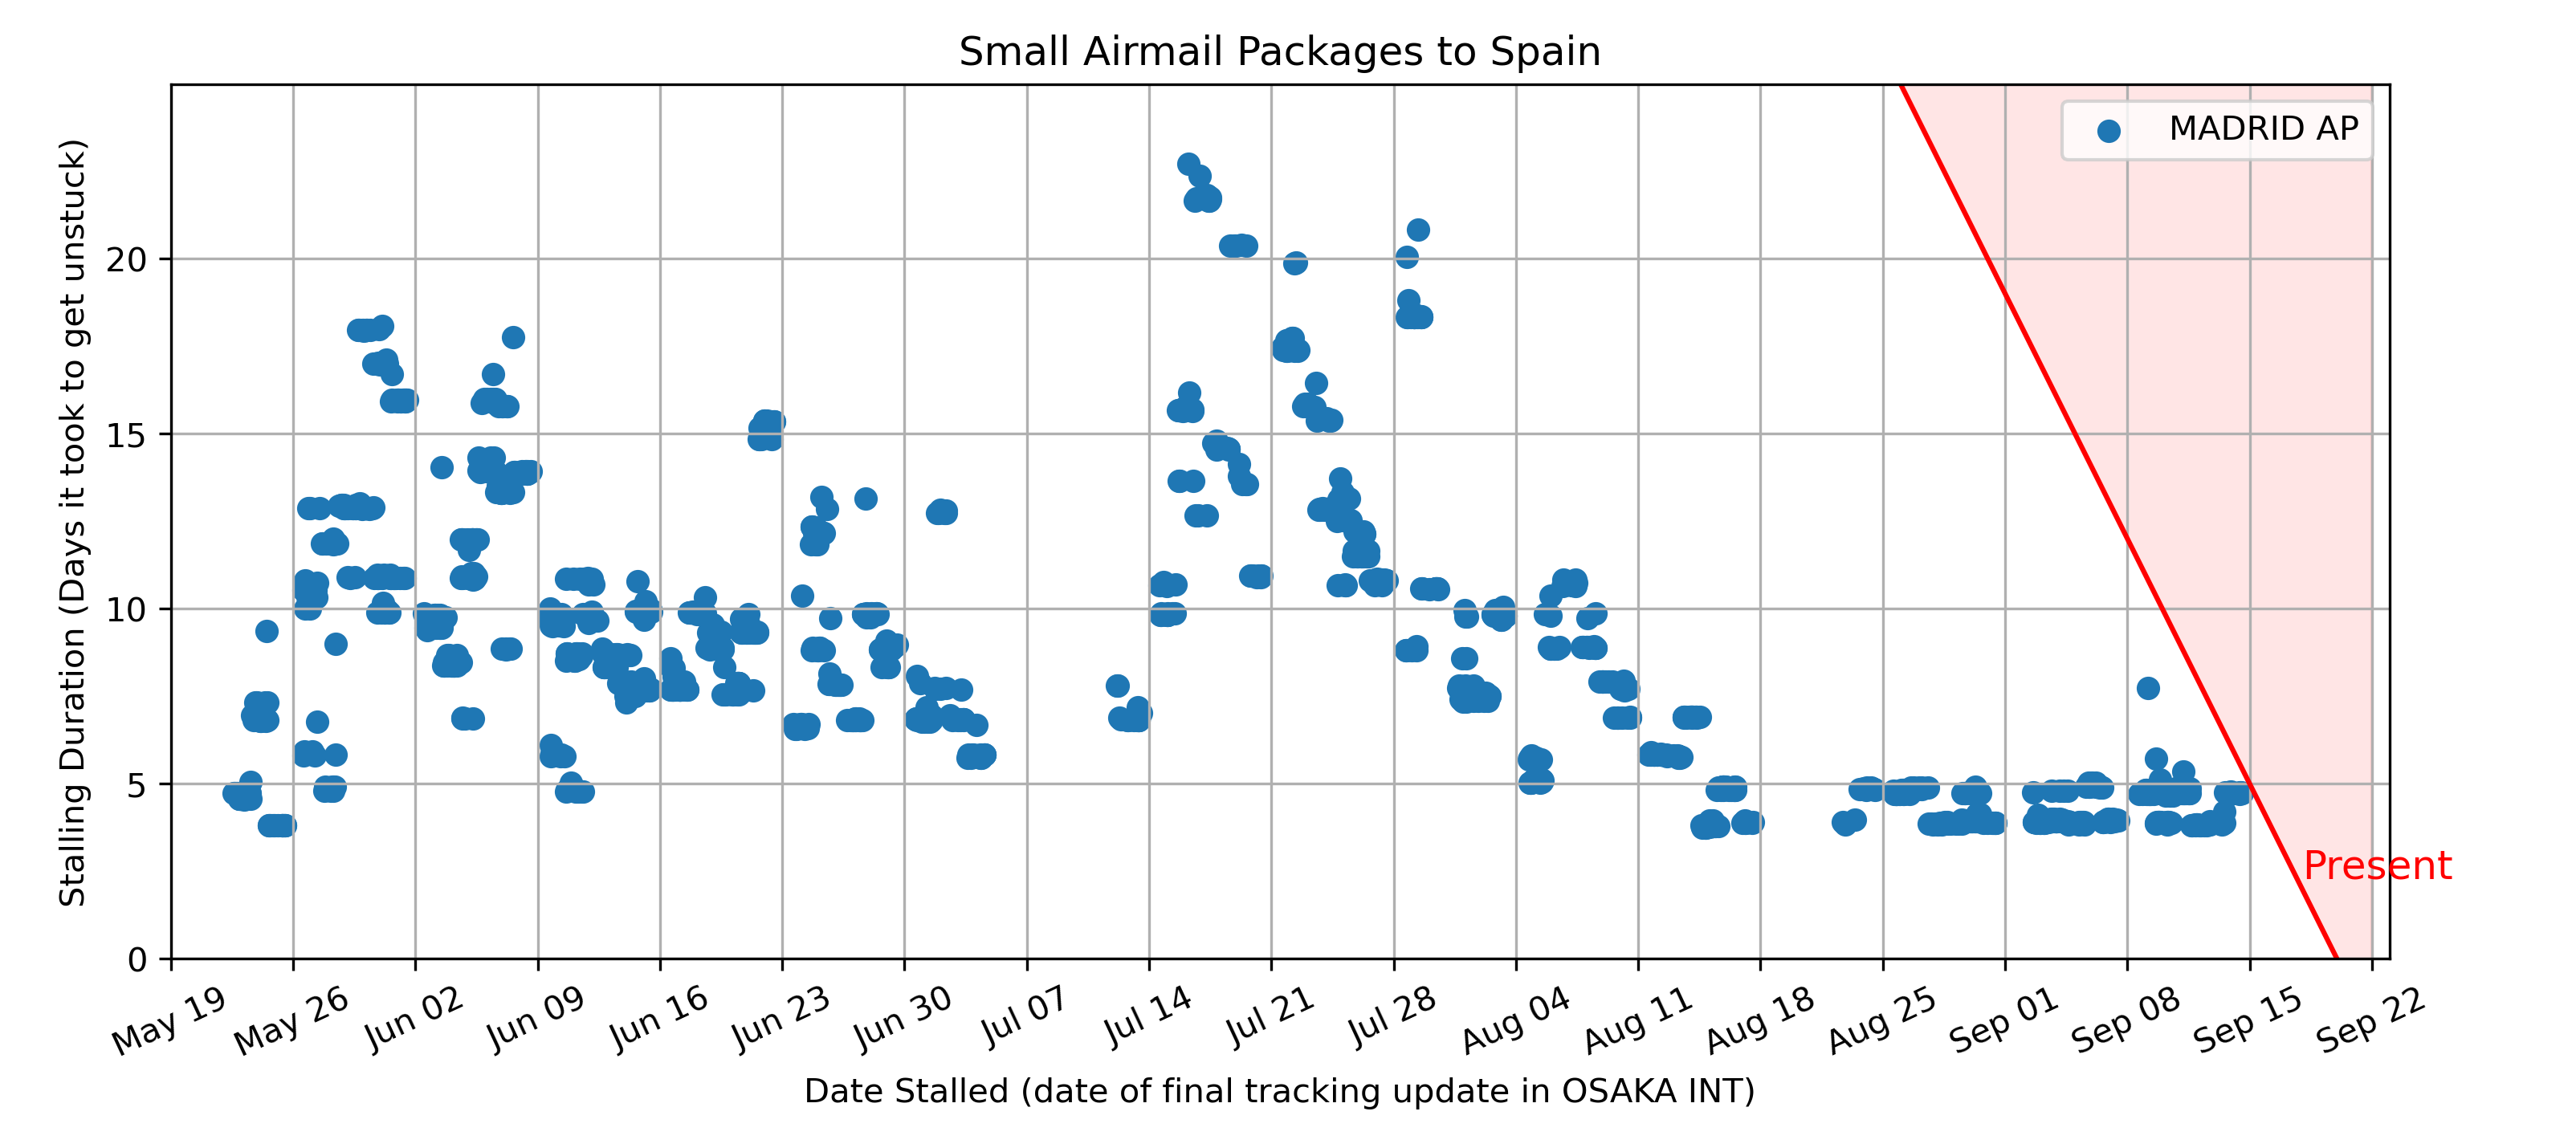 Small Airmail Packages to Spain
MADRID AP
Stalling Duration (Days it took to get unstuck)
20
15
10
5
0
Present
May 19
May 26
Jun 02
Jun 09
Jun 16
Jun 23
Jun 30
Jul 07
Jul 14
Jul 21
Jul 28
Aug 04
Aug 11
Aug 18
Aug 25
Sep 01
Sep 08
Sep 15
Sep 22
Date Stalled (date of final tracking update in OSAKA INT)